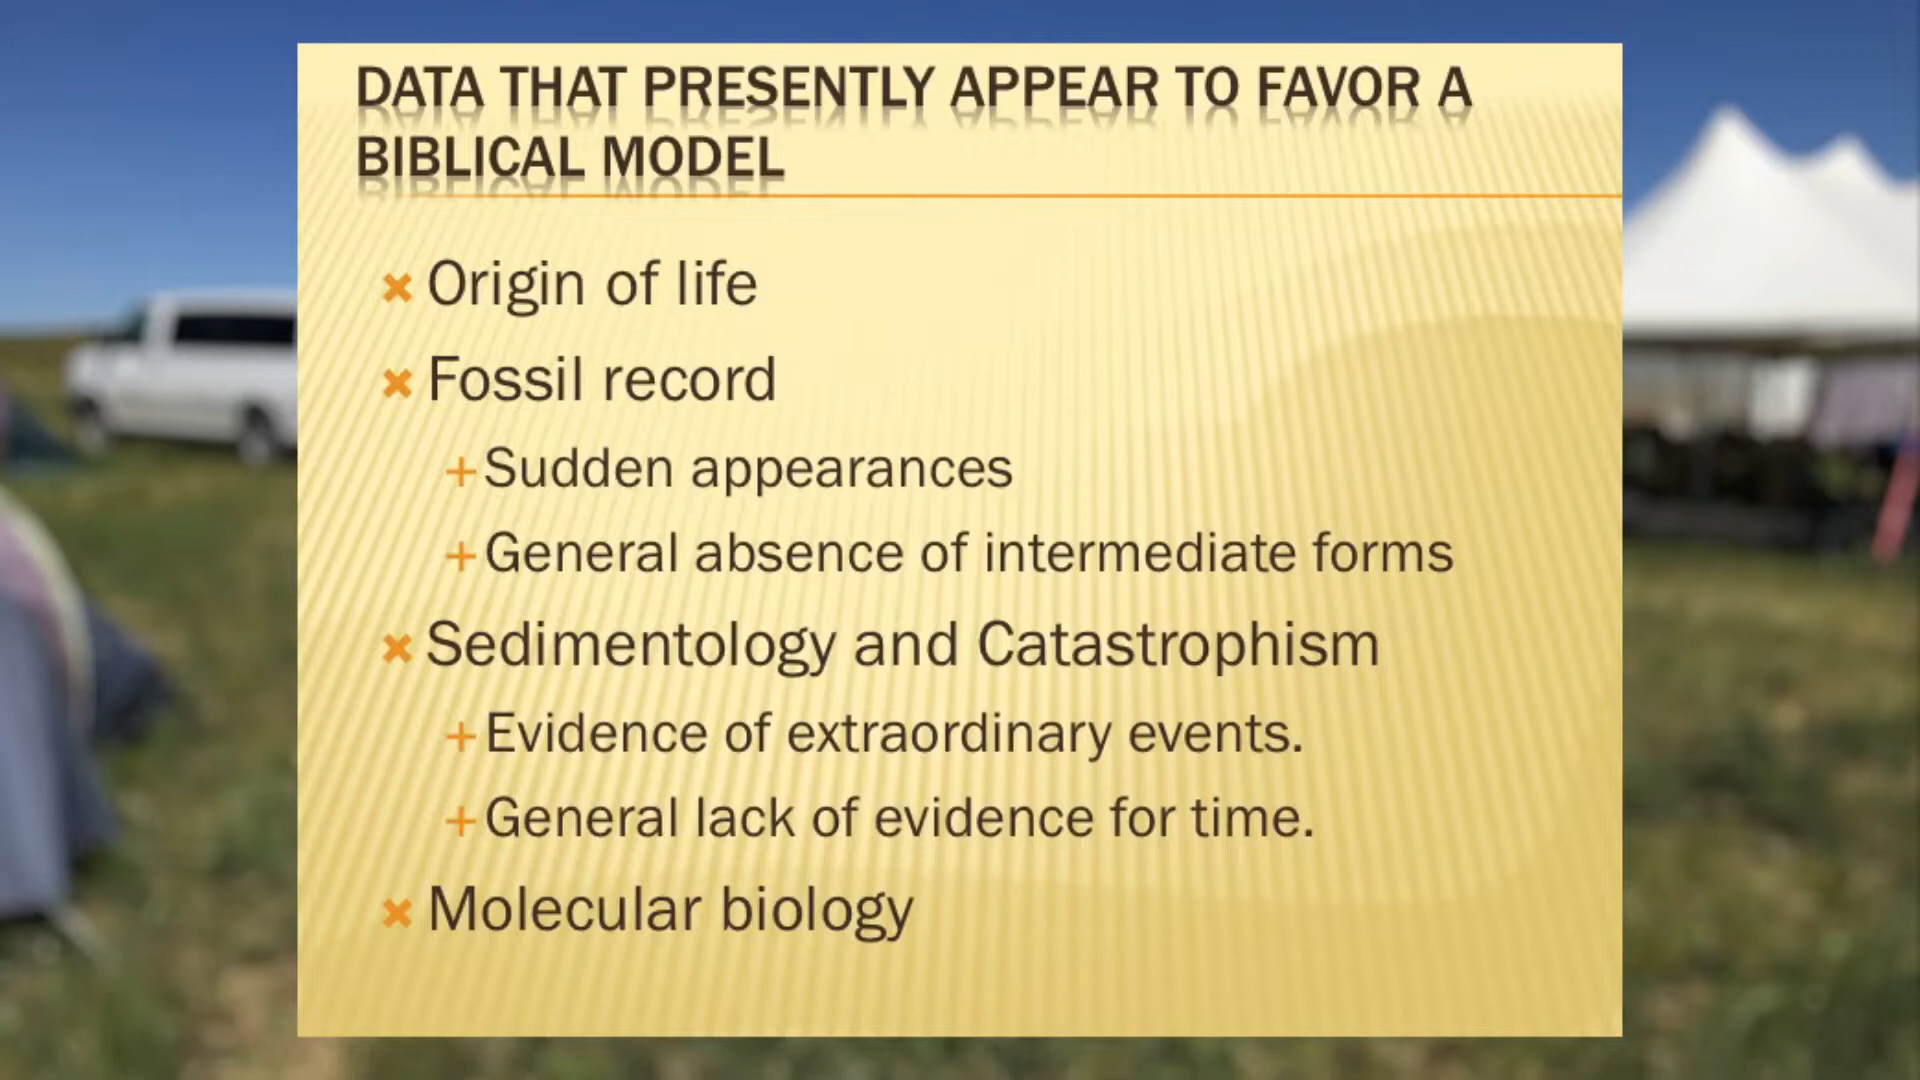 DATA THAT PRESENTLY APPEAR TO FAVOR A
BIBLICAL MODEL
Origin of life
Fossil record
Sudden appearances
General absence of intermediate forms
Sedimentology and Catastrophism
Evidence of extraordinary events.
General lack of evidence for time.
Molecular biology